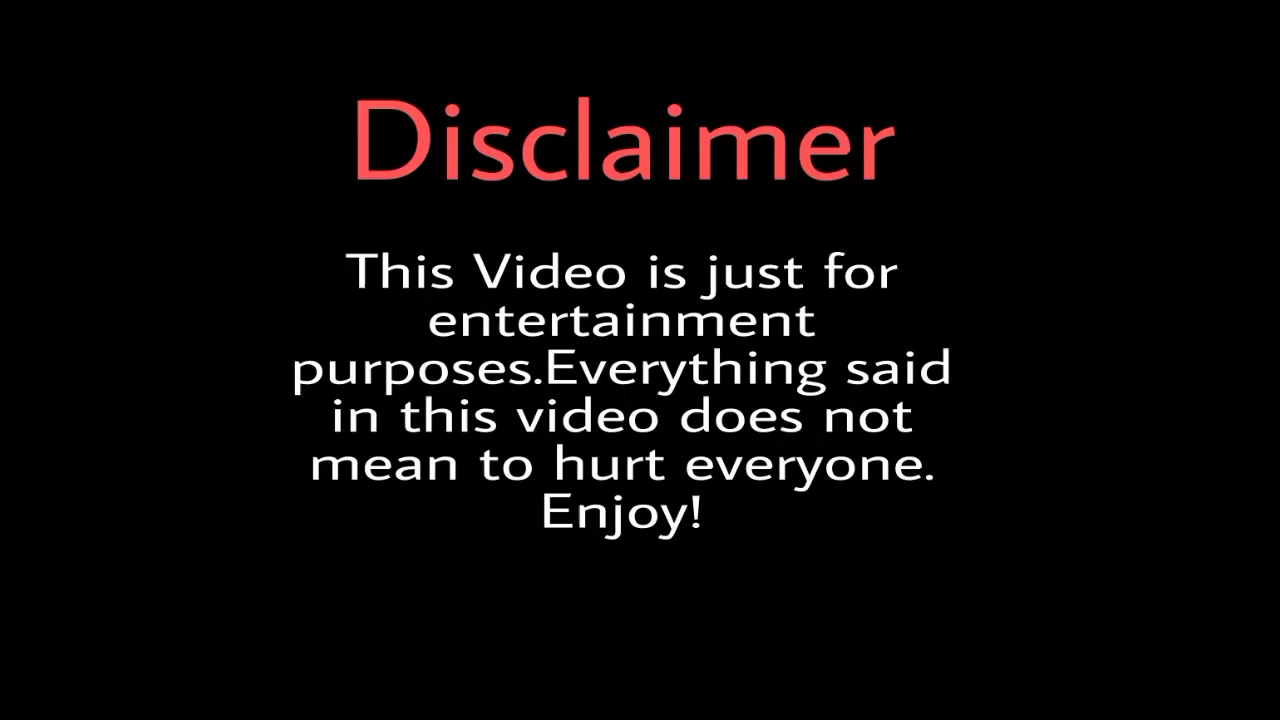 Disclaimer
This Video is just for
entertainment
purposes.Everything said
in this video does not
mean to hurt everyone.
Enjoy!